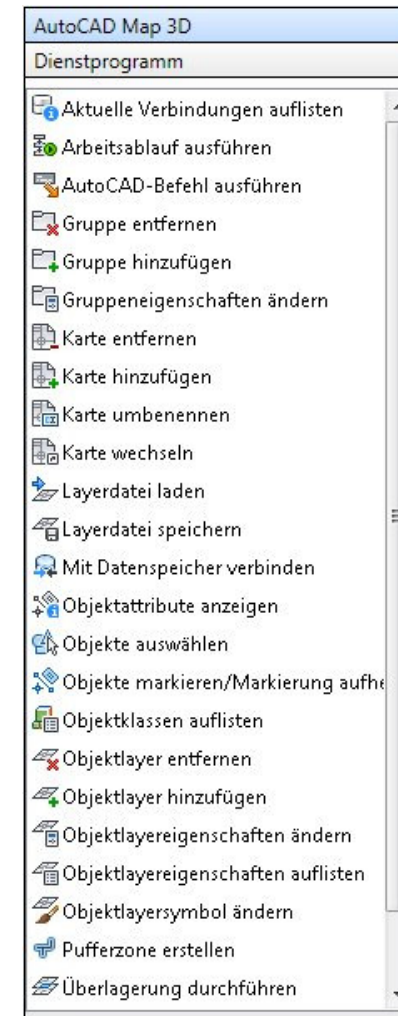 AutoCAD Map 3D
Dienstprogramm
Aktuelle Verbindungen auflisten
Arbeitsablauf ausführen
AutoCAD-Befehl ausführen
Gruppe entfernen
Gruppe hinzufügen
Gruppeneigenschaften ändern
Karte entfernen
Karte hinzufügen
Karte umbenennen
Karte wechseln
Layerdatei laden
Layerdatei speichern
Mit Datenspeicher verbinden
Objektattribute anzeigen
Objekte auswählen
Objekte markieren/Markierung aufhe
Objektklassen auflisten
Objektlayer entfernen
Objektlayer hinzufügen
Objektlayereigenschaften ändern
Objektlayereigenschaften auflisten
Objektlayersymbol ändern
Pufferzone erstellen
Überlagerung durchführen